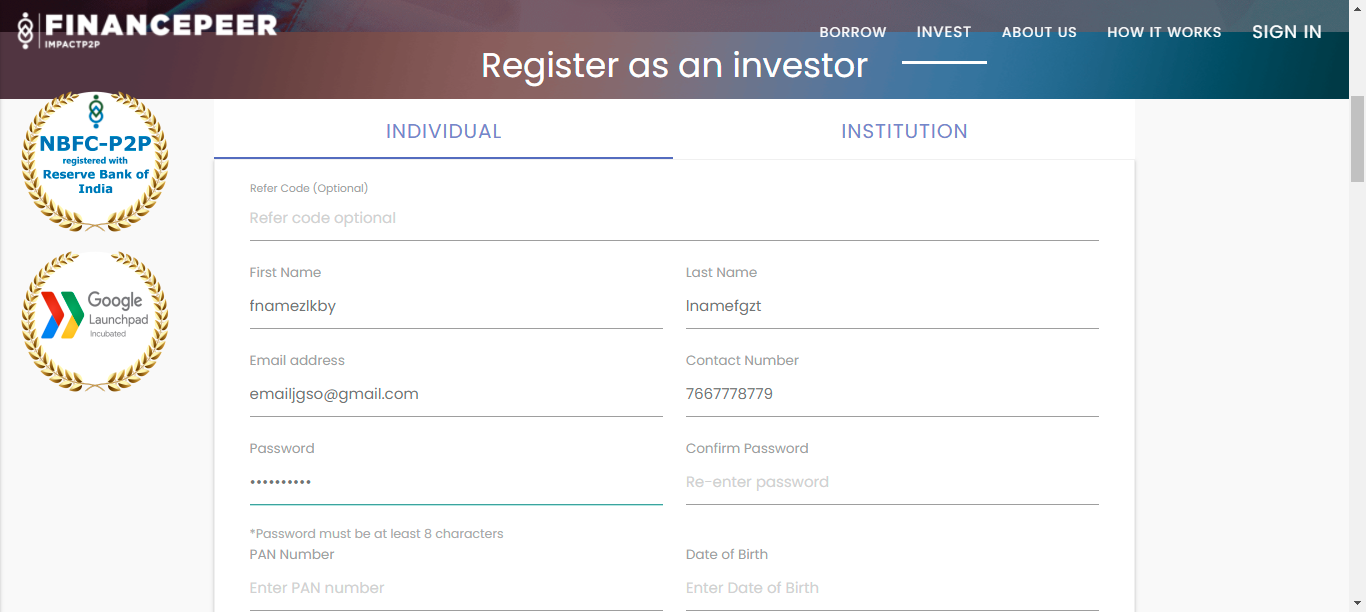 FINANCEPEER
IMPACTP2P
BORROW
INVEST
ABOUT US
HOW IT WORKS
SIGN IN
Register as an investor
NBFC-P2P
registered with
Reserve Bank of
India
Google
Launchpad
Incubated
INDIVIDUAL
INSTITUTION
Refer Code (Optional)
Refer code optional
First Name
Last Name
fnamezlkby
lnamefgzt
Email address
Contact Number
emailjgso@gmail.com
7667778779
Password
Confirm Password
••••••••••
Re-enter password
*Password must be at least 8 characters
PAN Number
Date of Birth
Enter PAN number
Enter Date of Birth